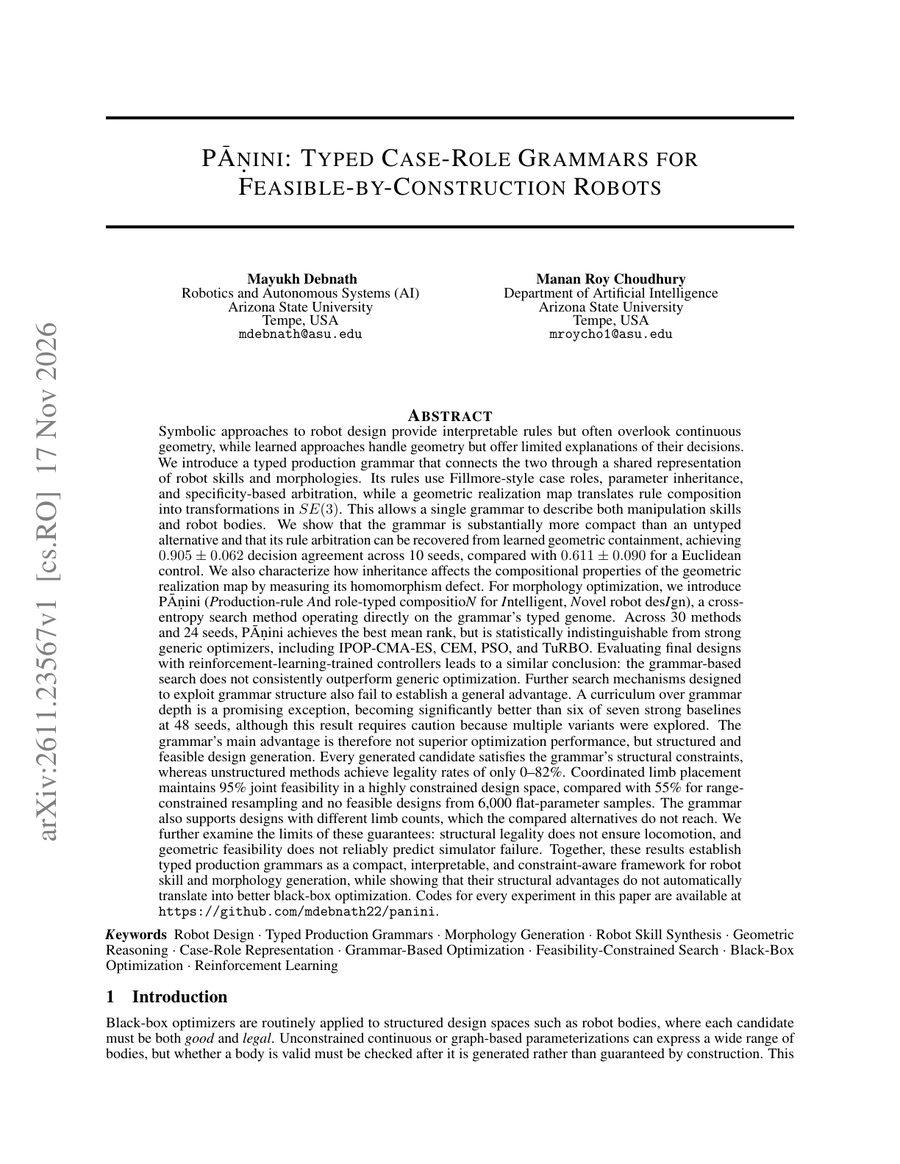 arXiv:2611.23567v1 [cs.RO] 17 Nov 2026
PĀṆINI: TYPED CASE-ROLE GRAMMARS FOR
FEASIBLE-BY-CONSTRUCTION ROBOTS
Mayukh Debnath
Robotics and Autonomous Systems (AI)
Arizona State University
Tempe, USA
mdebnath@asu.edu
Manan Roy Choudhury
Department of Artificial Intelligence
Arizona State University
Tempe, USA
mroycho1@asu.edu
ABSTRACT
Symbolic approaches to robot design provide interpretable rules but often overlook continuous
geometry, while learned approaches handle geometry but offer limited explanations of their decisions.
We introduce a typed production grammar that connects the two through a shared representation
of robot skills and morphologies. Its rules use Fillmore-style case roles, parameter inheritance,
and specificity-based arbitration, while a geometric realization map translates rule composition
into transformations in SE(3). This allows a single grammar to describe both manipulation skills
and robot bodies. We show that the grammar is substantially more compact than an untyped
alternative and that its rule arbitration can be recovered from learned geometric containment, achieving
0.905 ± 0.062 decision agreement across 10 seeds, compared with 0.611 ± 0.090 for a Euclidean
control. We also characterize how inheritance affects the compositional properties of the geometric
realization map by measuring its homomorphism defect. For morphology optimization, we introduce
PĀṇini (Production-rule And role-typed compositioN for Intelligent, Novel robot desIgn), a cross-
entropy search method operating directly on the grammar's typed genome. Across 30 methods
and 24 seeds, PĀṇini achieves the best mean rank, but is statistically indistinguishable from strong
generic optimizers, including IPOP-CMA-ES, CEM, PSO, and TuRBO. Evaluating final designs
with reinforcement-learning-trained controllers leads to a similar conclusion: the grammar-based
search does not consistently outperform generic optimization. Further search mechanisms designed
to exploit grammar structure also fail to establish a general advantage. A curriculum over grammar
depth is a promising exception, becoming significantly better than six of seven strong baselines
at 48 seeds, although this result requires caution because multiple variants were explored. The
grammar's main advantage is therefore not superior optimization performance, but structured and
feasible design generation. Every generated candidate satisfies the grammar's structural constraints,
whereas unstructured methods achieve legality rates of only 0–82%. Coordinated limb placement
maintains 95% joint feasibility in a highly constrained design space, compared with 55% for range-
constrained resampling and no feasible designs from 6,000 flat-parameter samples. The grammar
also supports designs with different limb counts, which the compared alternatives do not reach. We
further examine the limits of these guarantees: structural legality does not ensure locomotion, and
geometric feasibility does not reliably predict simulator failure. Together, these results establish
typed production grammars as a compact, interpretable, and constraint-aware framework for robot
skill and morphology generation, while showing that their structural advantages do not automatically
translate into better black-box optimization. Codes for every experiment in this paper are available at
https://github.com/mdebnath22/panini.
Keywords Robot Design · Typed Production Grammars · Morphology Generation · Robot Skill Synthesis · Geometric
Reasoning · Case-Role Representation · Grammar-Based Optimization · Feasibility-Constrained Search · Black-Box
Optimization · Reinforcement Learning
1 Introduction
Black-box optimizers are routinely applied to structured design spaces such as robot bodies, where each candidate
must be both good and legal. Unconstrained continuous or graph-based parameterizations can express a wide range of
bodies, but whether a body is valid must be checked after it is generated rather than guaranteed by construction. This